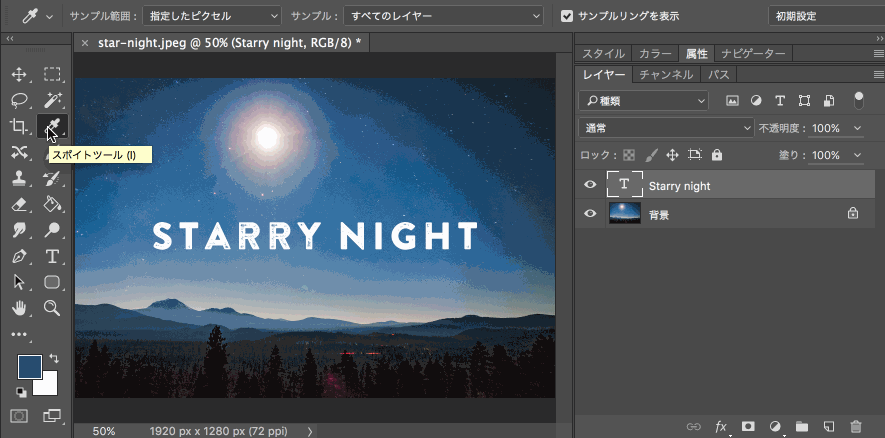 サンプル範囲： 指定したピクセル サンプル： すべてのレイヤー サンプルリングを表示 初期設定
× star-night.jpeg @ 50% (Starry night, RGB/8) *
スタイル カラー 属性 ナビゲーター
レイヤー チャンネル パス
種類
通常 不透明度： 100%
ロック： 塗り： 100%
スポイトツール (I)
T Starry night
背景
STARRY NIGHT
50% 1920 px x 1280 px (72 ppi)
fx